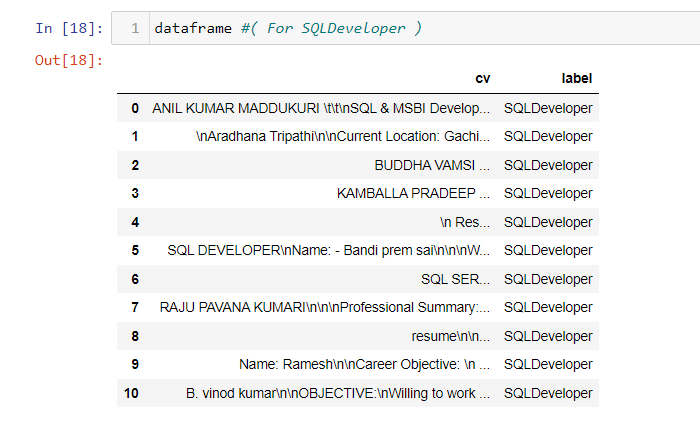 In [18]: 1 dataframe #( For SQLDeveloper )
Out[18]:
cv label
0 ANIL KUMAR MADDUKURI \t\t\nSQL & MSBI Develop... SQLDeveloper
1 \nAradhana Tripathi\n\nCurrent Location: Gachi... SQLDeveloper
2 BUDDHA VAMSI ... SQLDeveloper
3 KAMBALLA PRADEEP ... SQLDeveloper
4 \n Res... SQLDeveloper
5 SQL DEVELOPER\nName: - Bandi prem sai\n\n\nW... SQLDeveloper
6 SQL SER... SQLDeveloper
7 RAJU PAVANA KUMARI\n\n\nProfessional Summary:... SQLDeveloper
8 resume\n\n... SQLDeveloper
9 Name: Ramesh\n\nCareer Objective: \n ... SQLDeveloper
10 B. vinod kumar\n\nOBJECTIVE:\nWilling to work ... SQLDeveloper